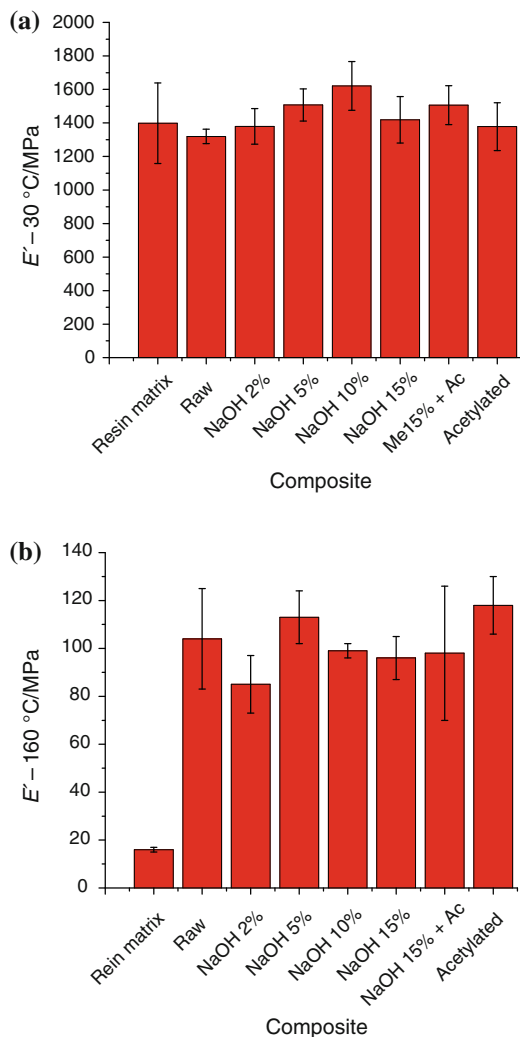 (a)
2000
1800
1600
1400
1200
1000
800
600
400
200
0
E′ – 30 °C/MPa
Resin matrix
Raw
NaOH 2%
NaOH 5%
NaOH 10%
NaOH 15%
Me15% + Ac
Acetylated
Composite
(b)
140
120
100
80
60
40
20
0
E′ – 160 °C/MPa
Rein matrix
Raw
NaOH 2%
NaOH 5%
NaOH 10%
NaOH 15%
NaOH 15% + Ac
Acetylated
Composite